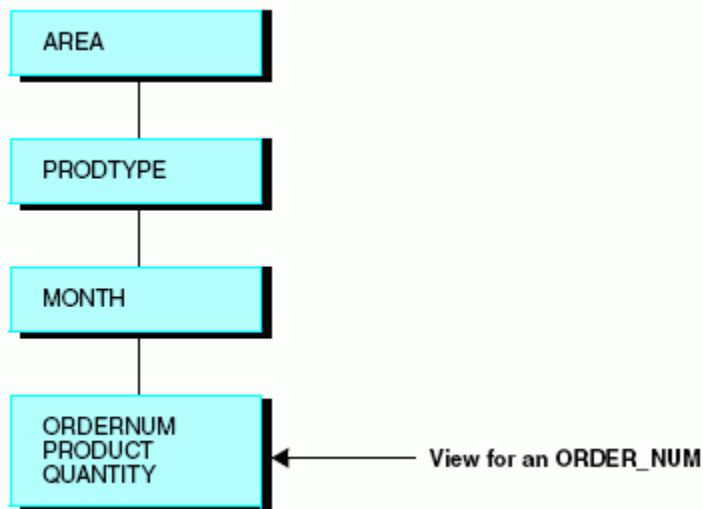 AREA
PRODTYPE
MONTH
ORDERNUM
PRODUCT
QUANTITY
View for an ORDER_NUM